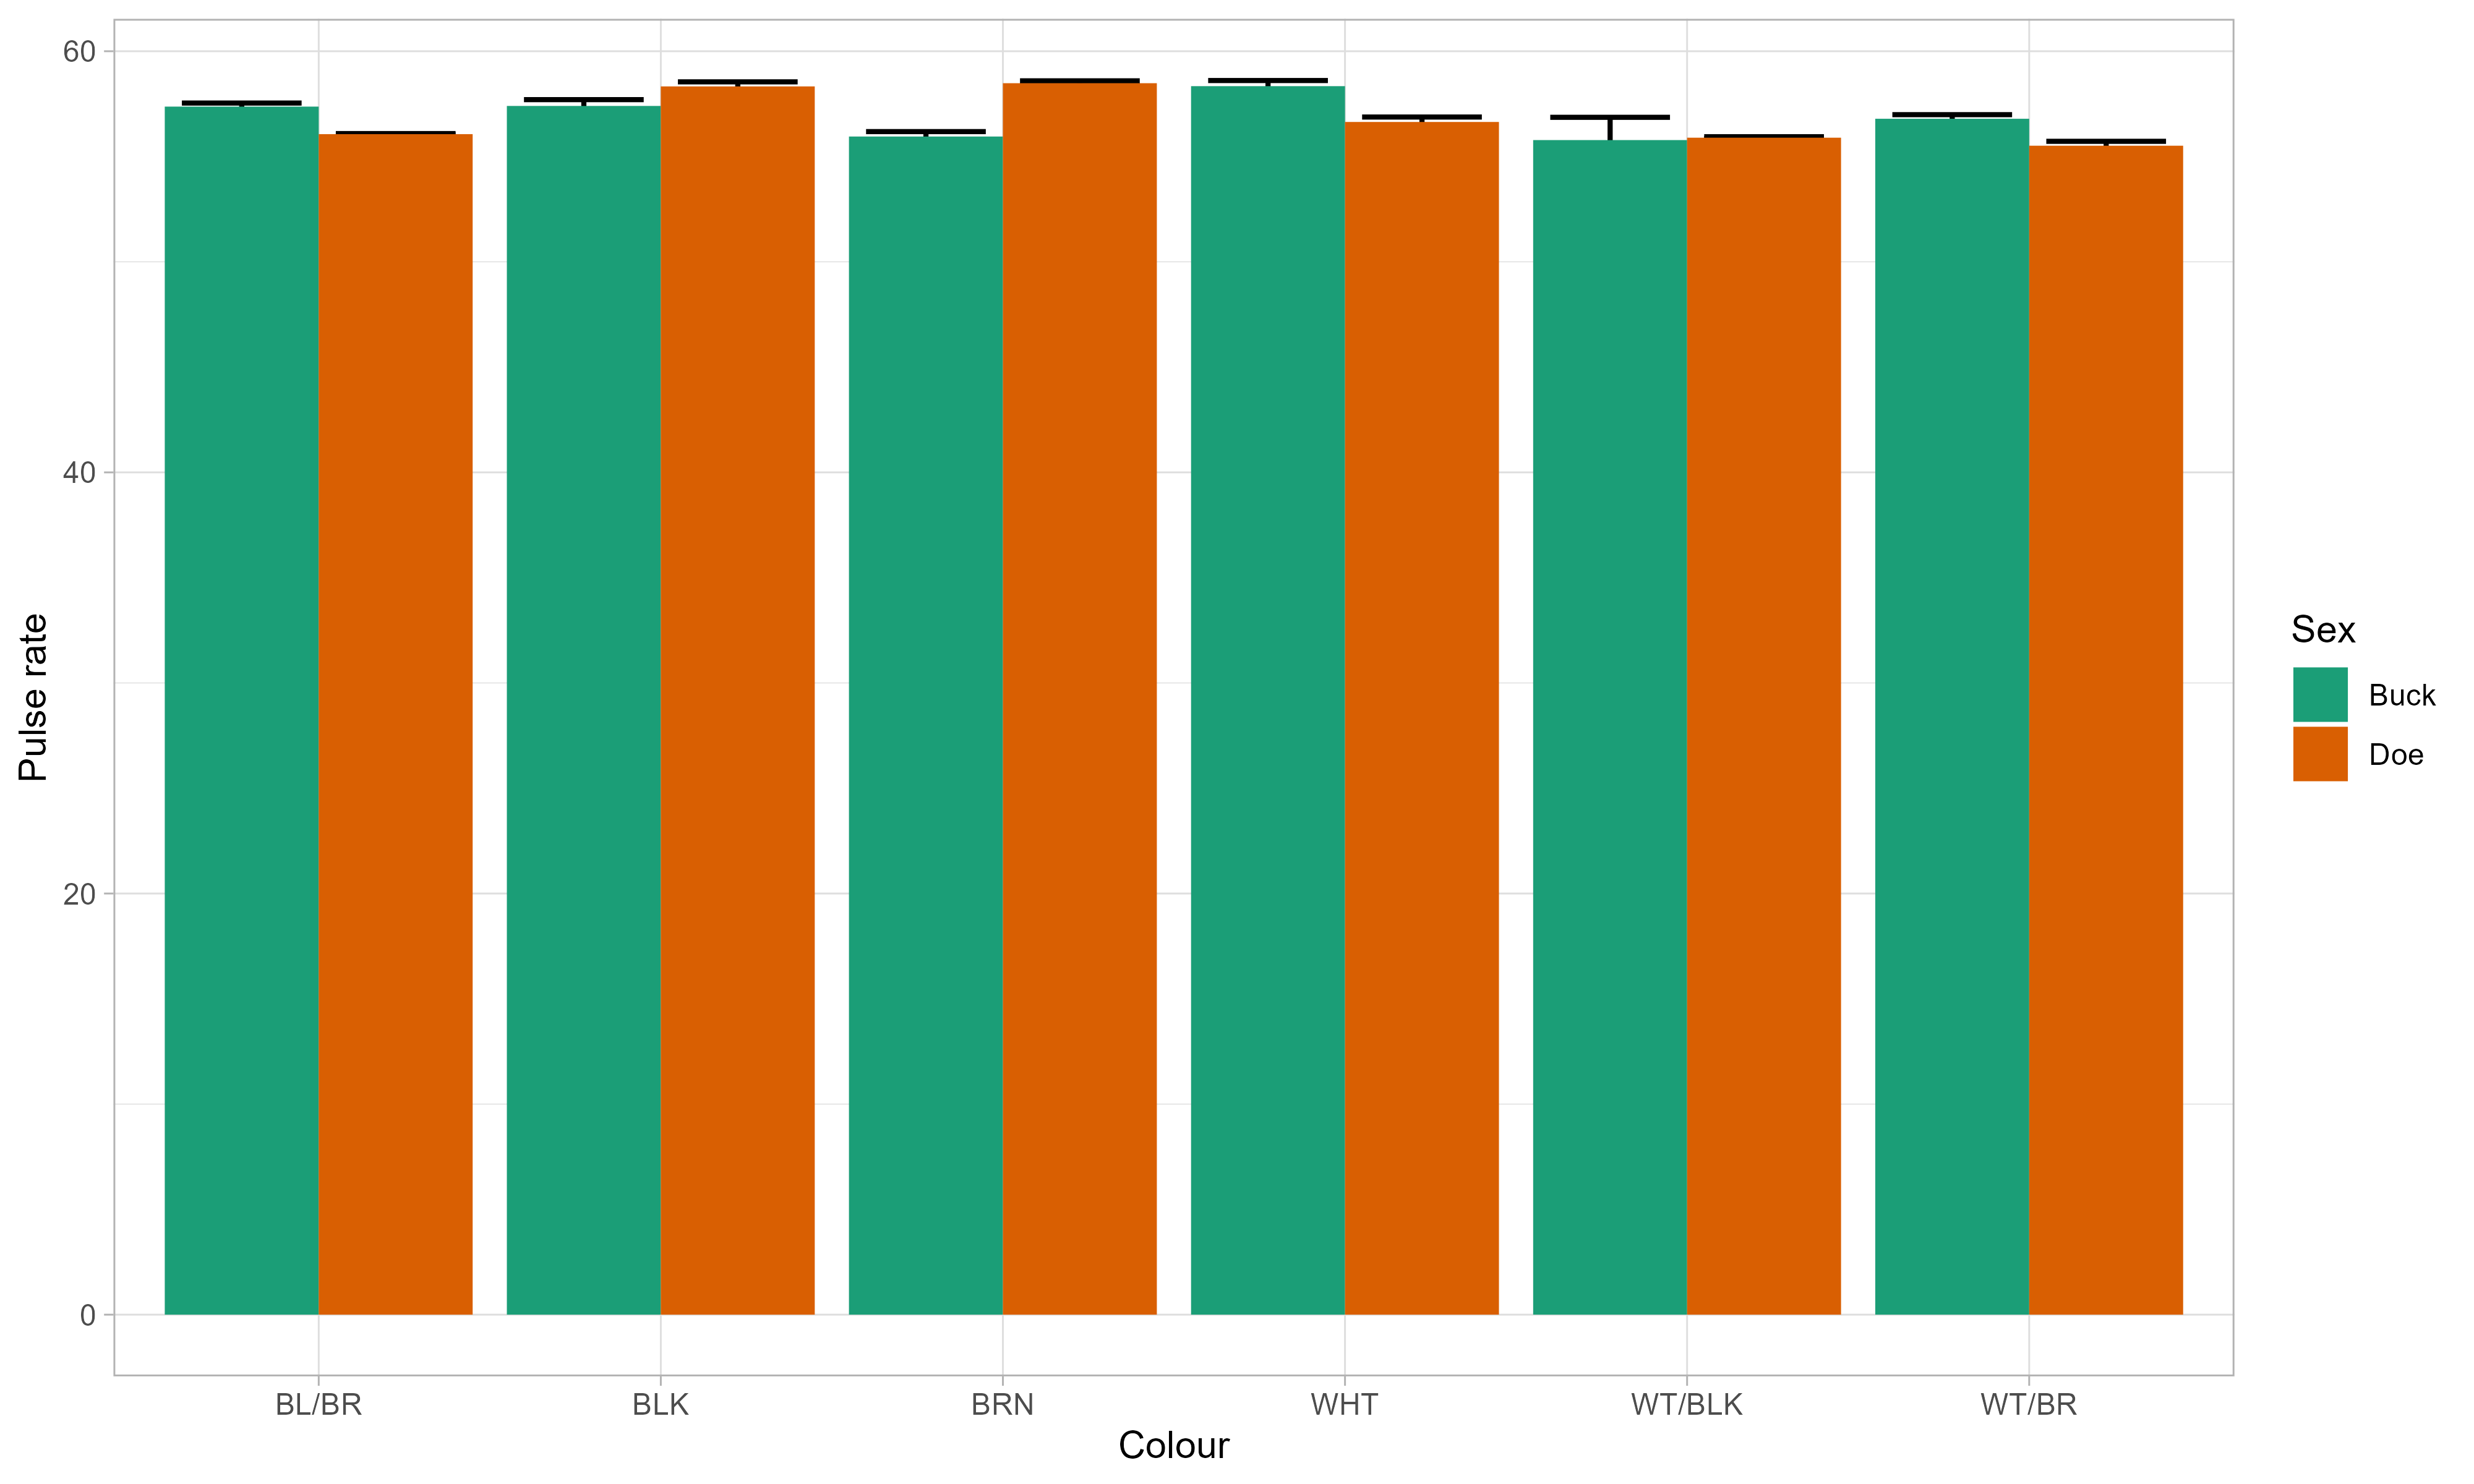 60
40
20
0
Pulse rate
BL/BR
BLK
BRN
WHT
WT/BLK
WT/BR
Colour
Sex
Buck
Doe